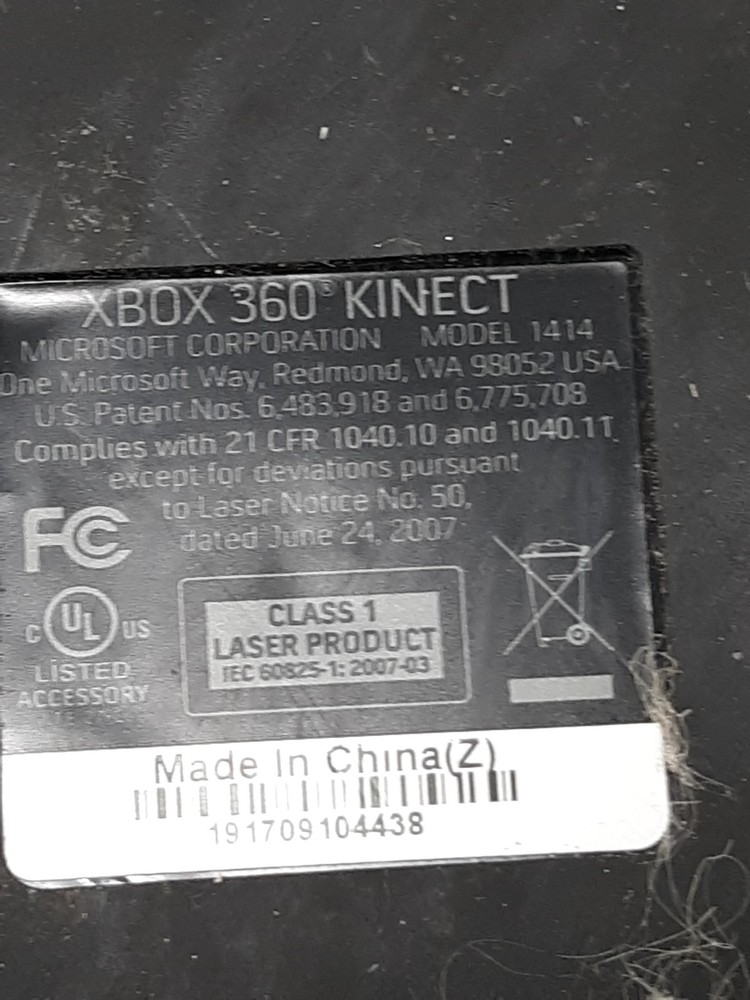 XBOX 360® KINECT
MICROSOFT CORPORATION MODEL 1414
One Microsoft Way, Redmond, WA 98052 USA
U.S. Patent Nos. 6,483,918 and 6,775,708
Complies with 21 CFR 1040.10 and 1040.11
except for deviations pursuant
to Laser Notice No. 50,
dated June 24, 2007
FC
C UL US
LISTED
ACCESSORY
CLASS 1
LASER PRODUCT
IEC 60825-1: 2007-03
Made In China(Z)
191709104438